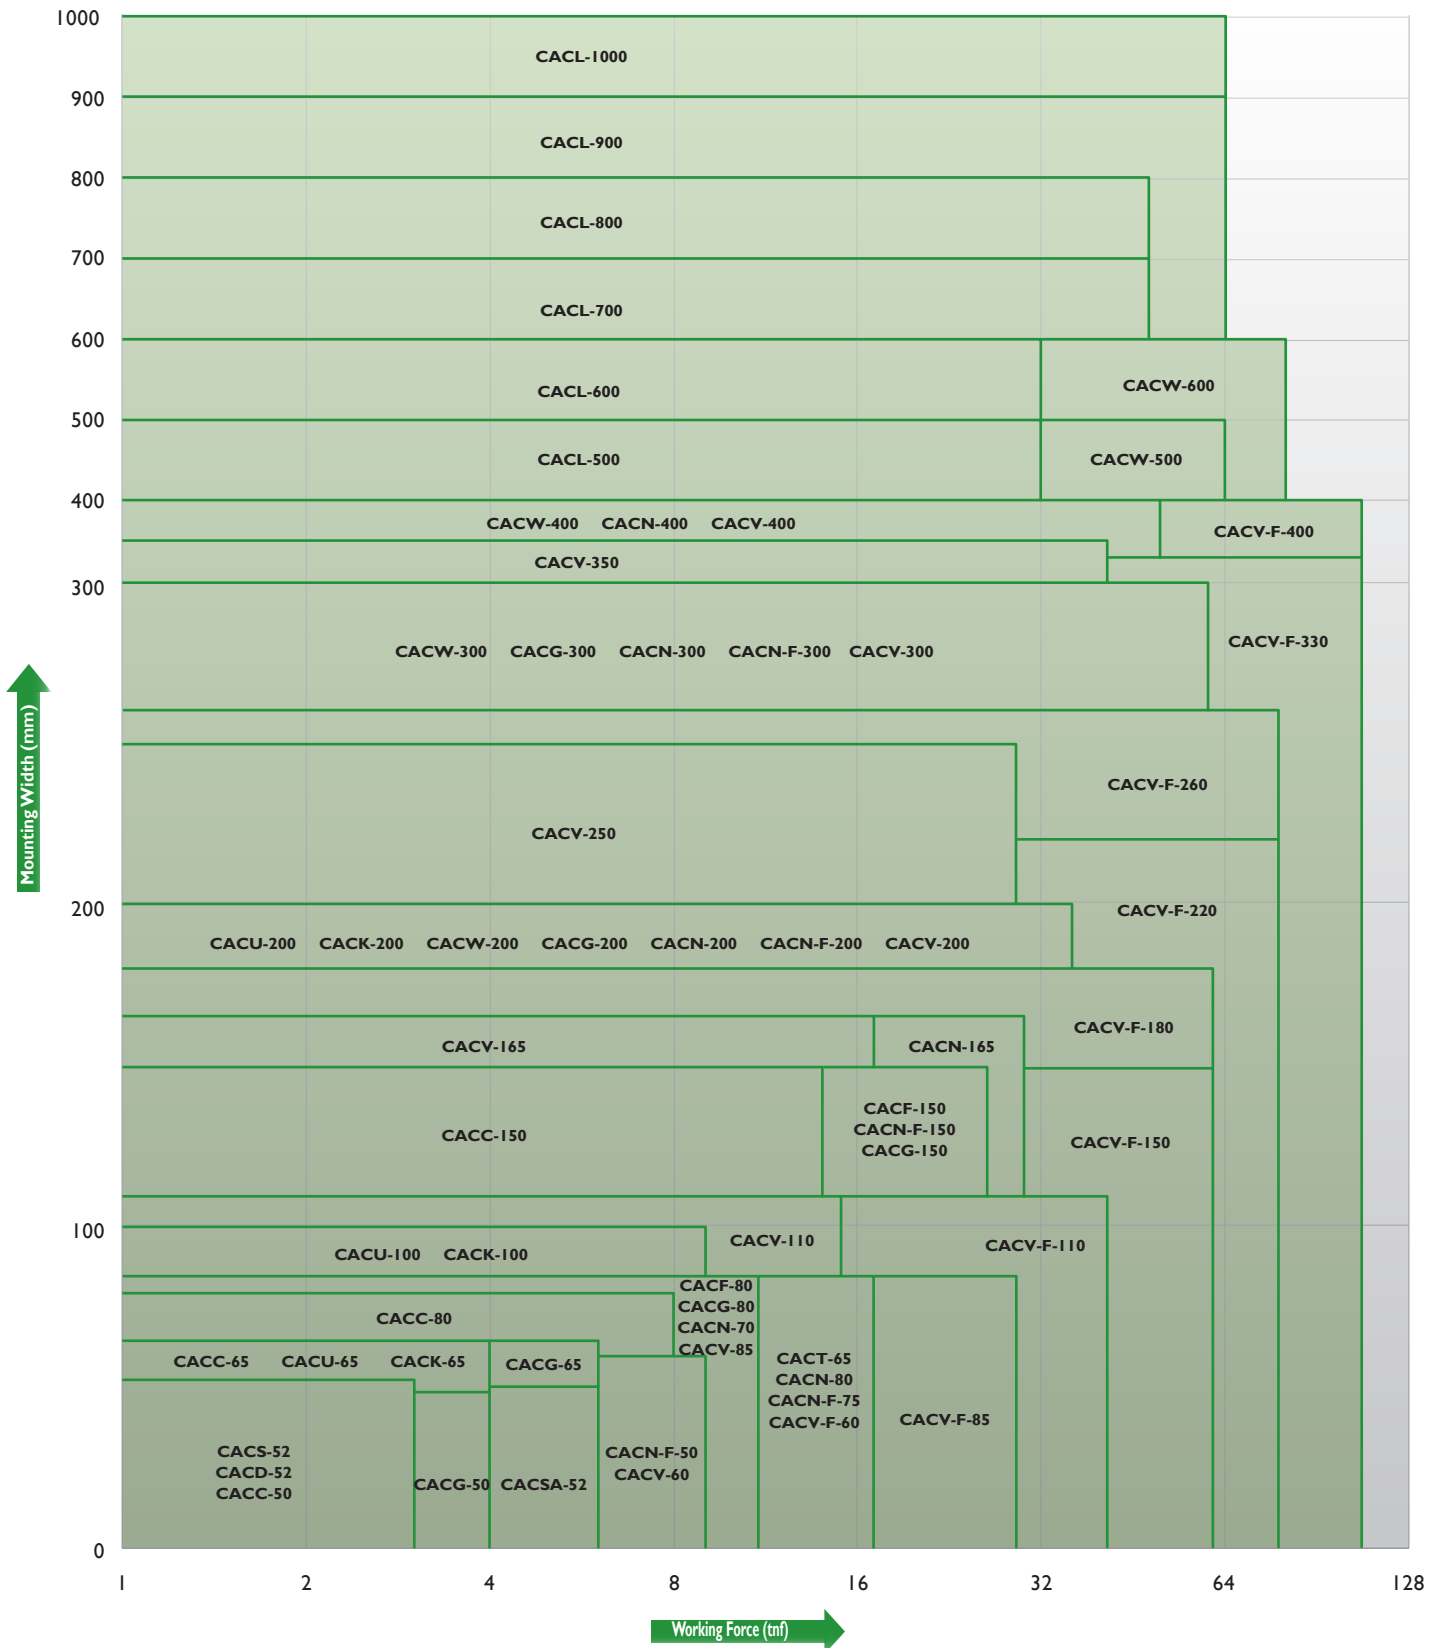 1000
CACL-1000
900
CACL-900
800
CACL-800
700
CACL-700
600
CACL-600
CACW-600
500
CACL-500
CACW-500
400
CACW-400 CACN-400 CACV-400
CACV-F-400
CACV-350
300
CACW-300 CACG-300 CACN-300 CACN-F-300 CACV-300
CACV-F-330
Mounting Width (mm)
CACV-F-260
CACV-250
200
CACV-F-220
CACU-200 CACK-200 CACW-200 CACG-200 CACN-200 CACN-F-200 CACV-200
CACV-F-180
CACV-165
CACN-165
CACC-150
CACF-150
CACN-F-150
CACG-150
CACV-F-150
100
CACU-100 CACK-100
CACV-110
CACV-F-110
CACF-80
CACG-80
CACN-70
CACV-85
CACC-80
CACC-65 CACU-65 CACK-65
CACG-65
CACT-65
CACN-80
CACN-F-75
CACV-F-60
CACV-F-85
CACS-52
CACD-52
CACC-50
CACG-50
CACSA-52
CACN-F-50
CACV-60
0
1 2 4 8 16 32 64 128
Working Force (tnf)